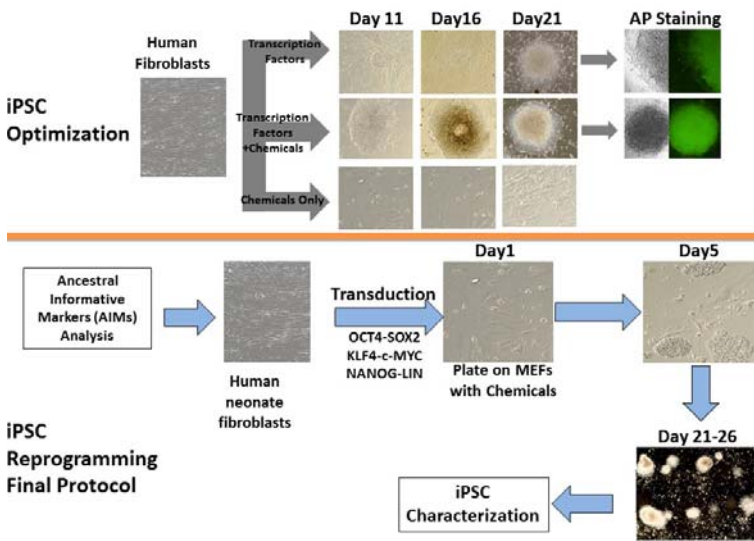 Day 11
Day16
Day21
AP Staining
Human
Fibroblasts
Transcription
Factors
iPSC
Optimization
Transcription
Factors
+Chemicals
Chemicals Only
Ancestral
Informative
Markers (AIMs)
Analysis
Human
neonate
fibroblasts
Transduction
OCT4-SOX2
KLF4-c-MYC
NANOG-LIN
Day1
Plate on MEFs
with Chemicals
Day5
iPSC
Reprogramming
Final Protocol
Day 21-26
iPSC
Characterization